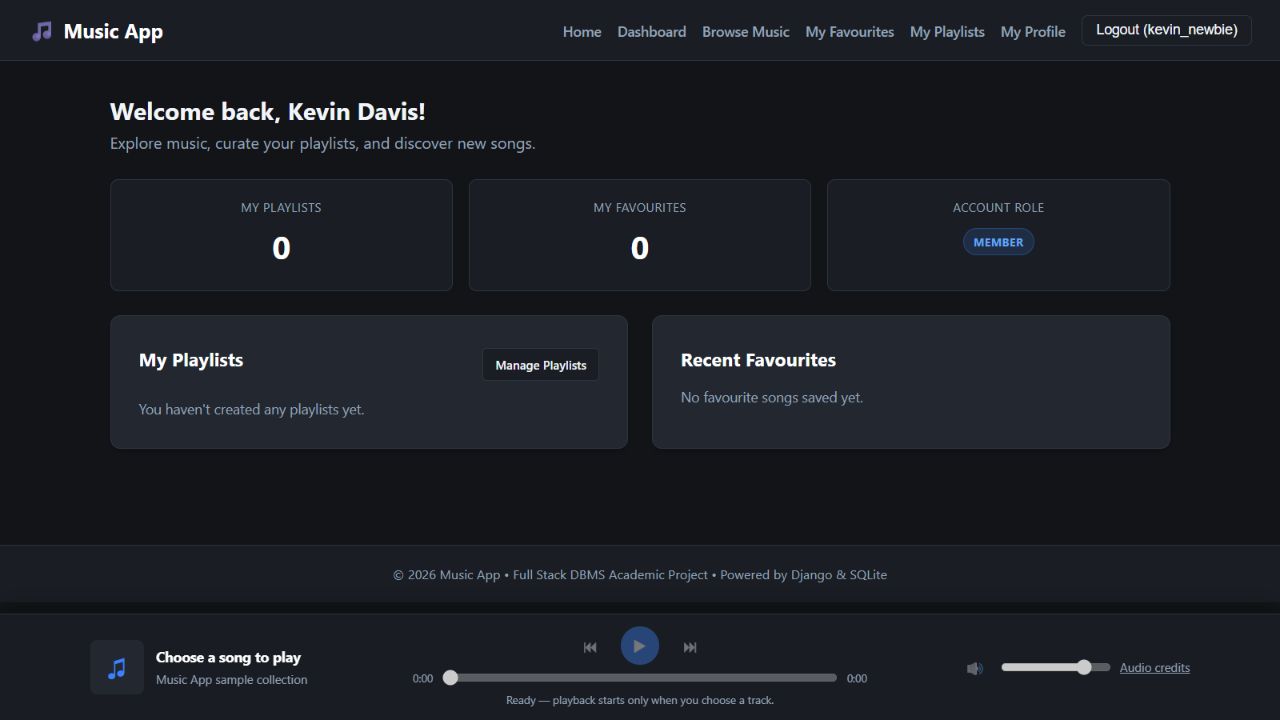 Music App
Home Dashboard Browse Music My Favourites My Playlists My Profile Logout (kevin_newbie)
Welcome back, Kevin Davis!
Explore music, curate your playlists, and discover new songs.
MY PLAYLISTS
0
MY FAVOURITES
0
ACCOUNT ROLE
MEMBER
My Playlists
Manage Playlists
You haven't created any playlists yet.
Recent Favourites
No favourite songs saved yet.
© 2026 Music App • Full Stack DBMS Academic Project • Powered by Django & SQLite
Choose a song to play
Music App sample collection
0:00
0:00
Ready — playback starts only when you choose a track.
Audio credits